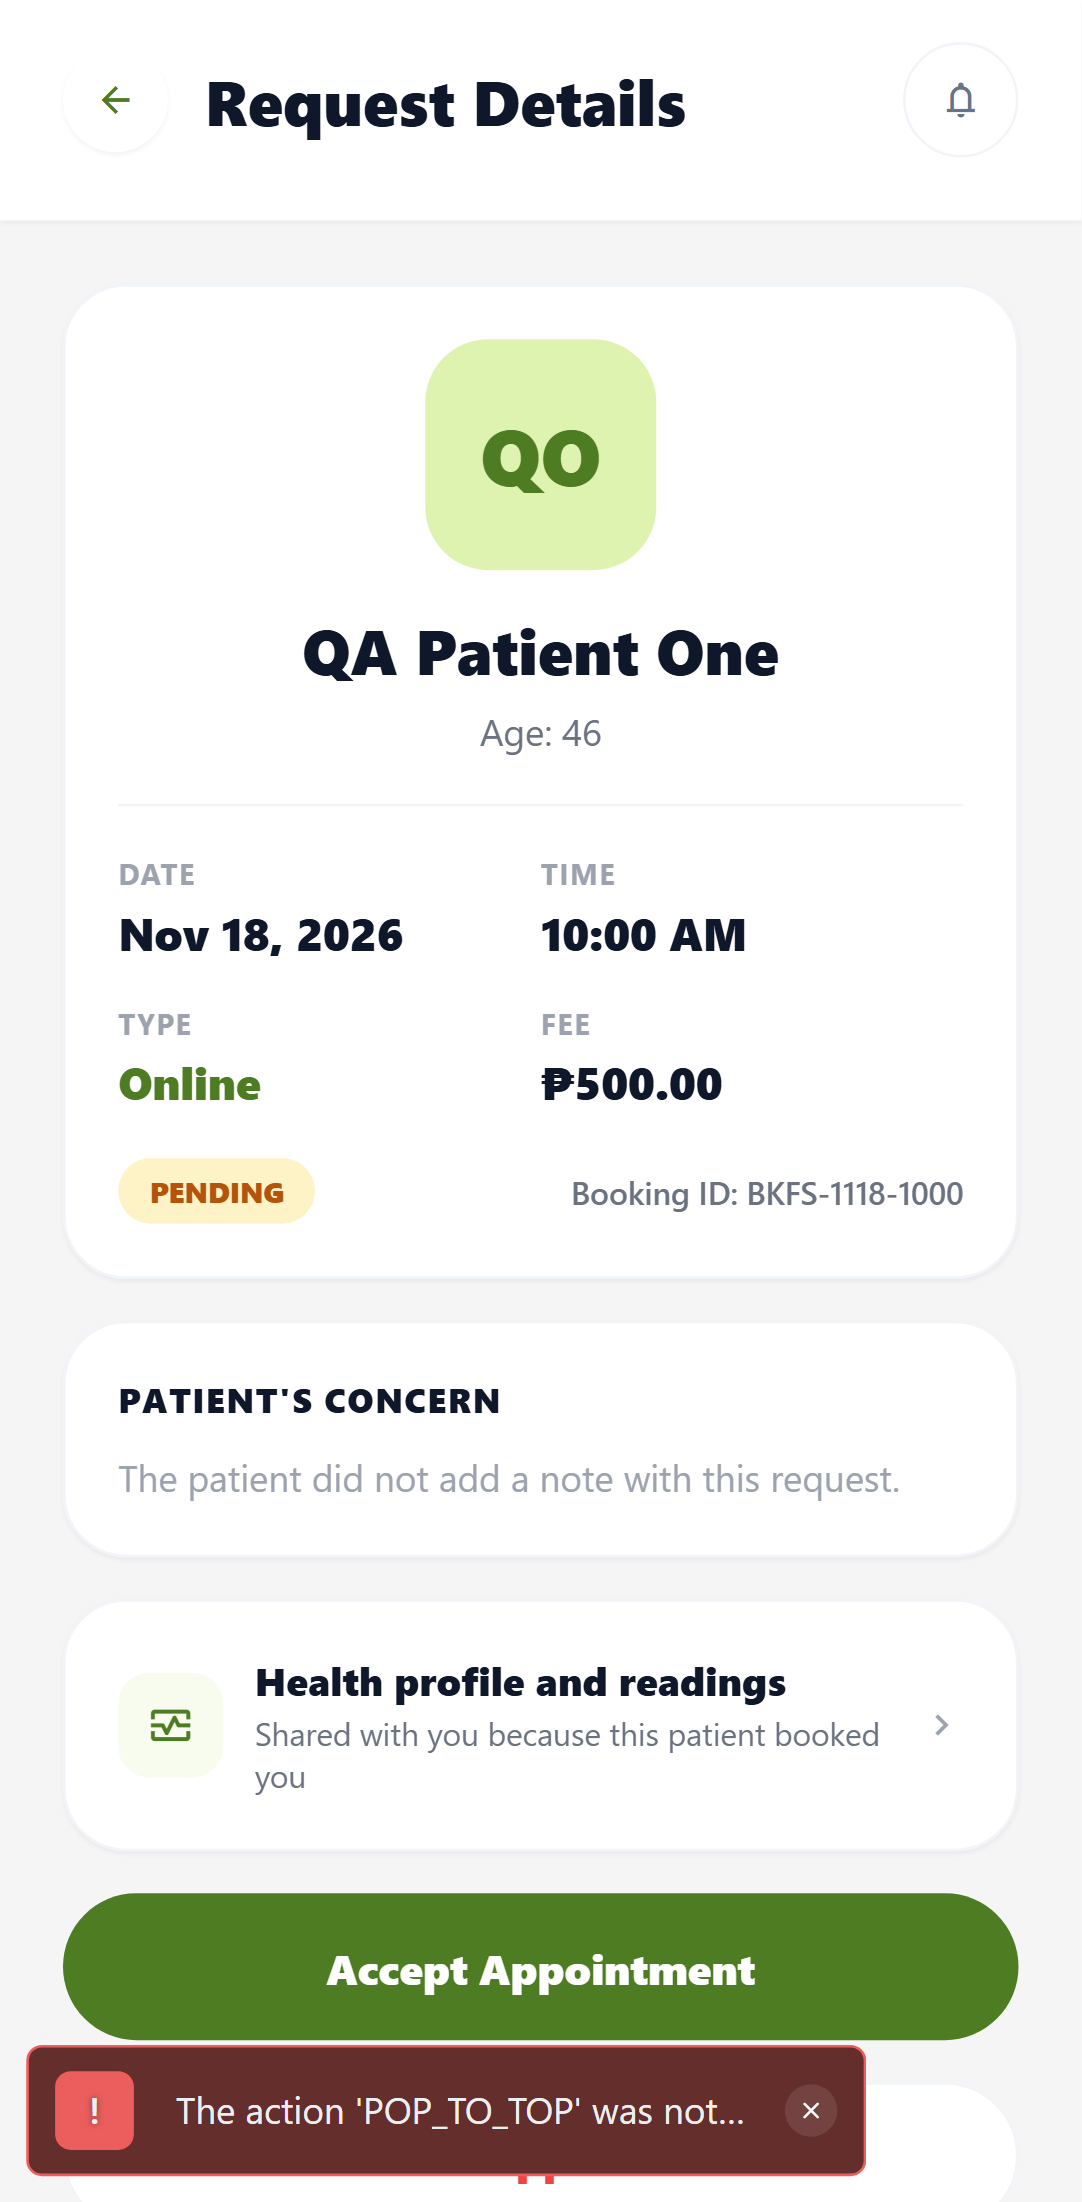 Request Details
QO
QA Patient One
Age: 46
DATE
TIME
Nov 18, 2026
10:00 AM
TYPE
FEE
Online
₱500.00
PENDING
Booking ID: BKFS-1118-1000
PATIENT'S CONCERN
The patient did not add a note with this request.
Health profile and readings
Shared with you because this patient booked
you
Accept Appointment
!
The action 'POP_TO_TOP' was not...